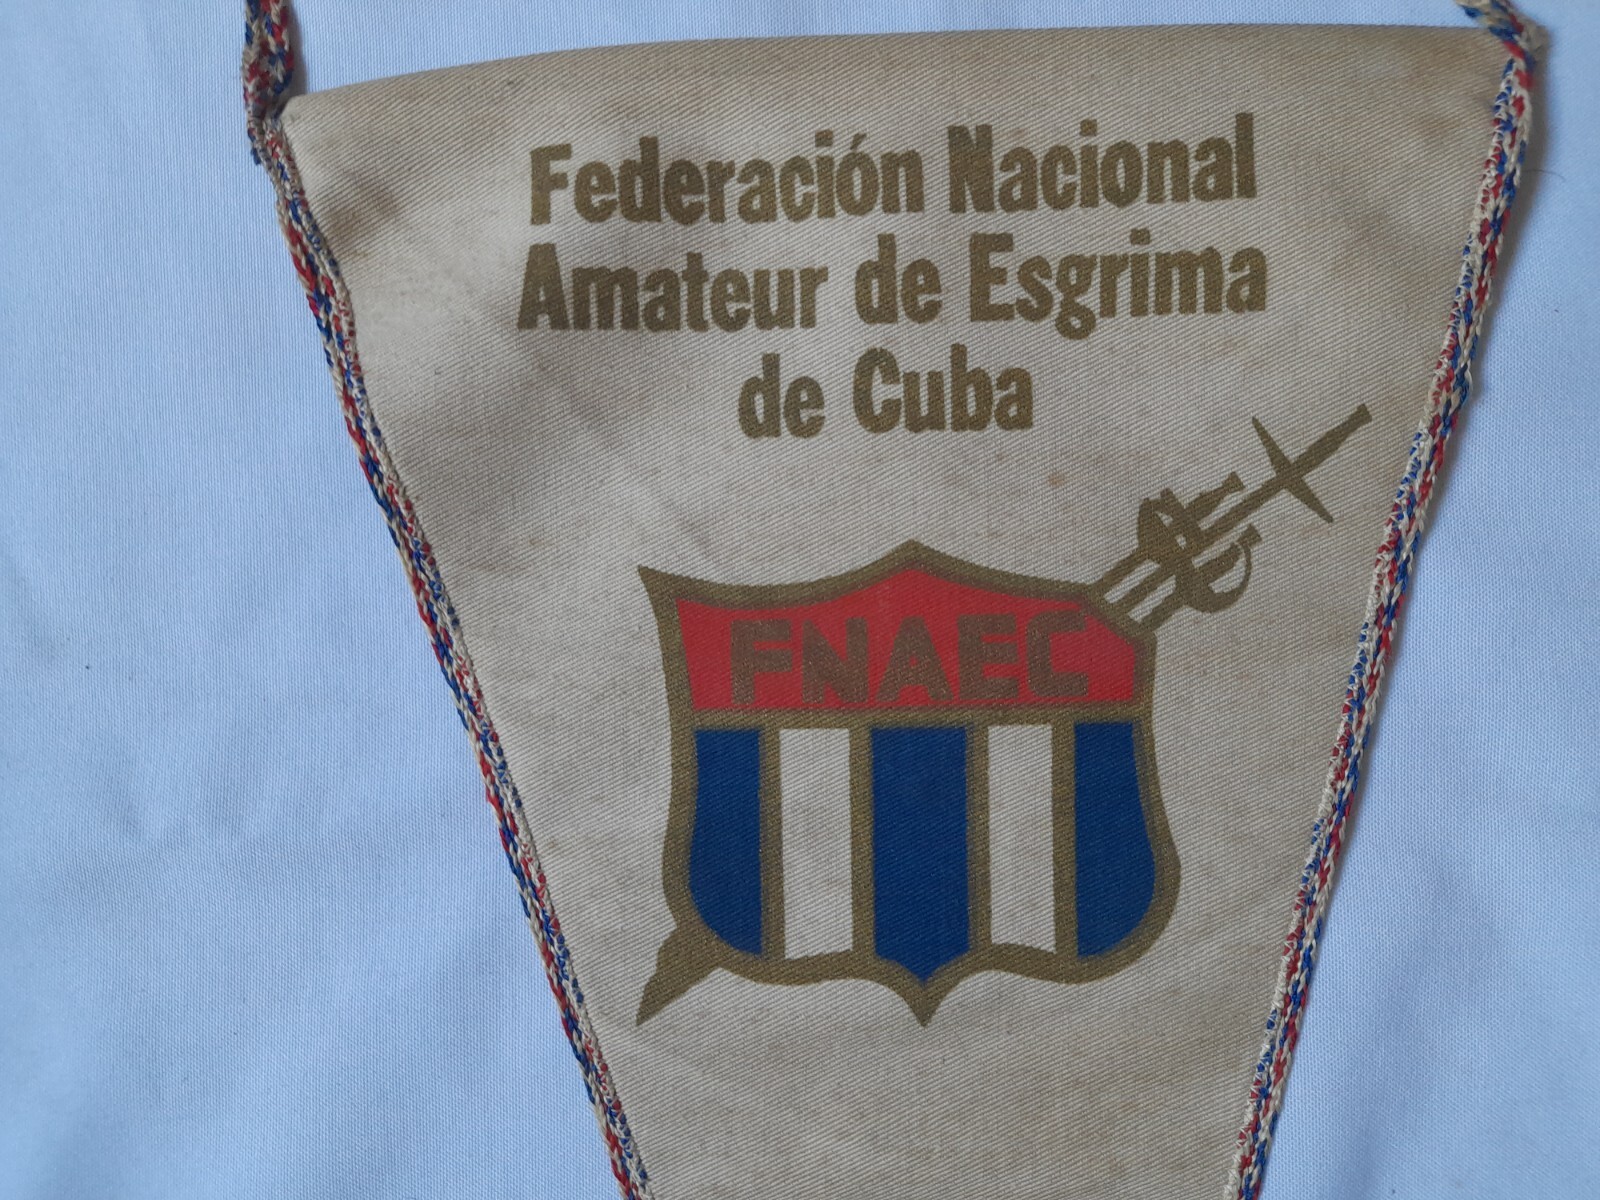 Federación Nacional
Amateur de Esgrima
de Cuba
FNAEC